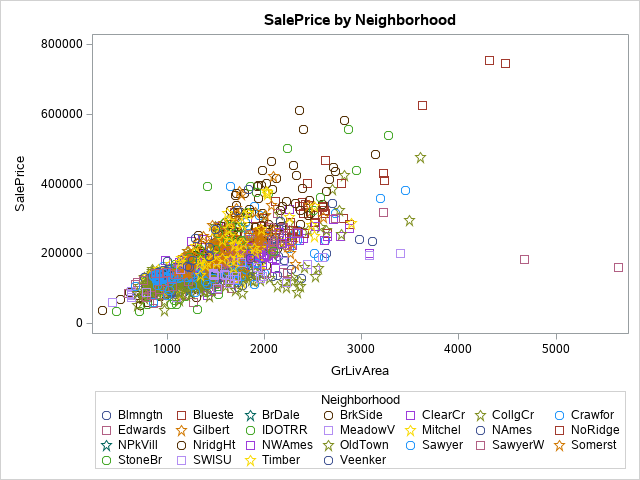 SalePrice by Neighborhood
800000
600000
400000
200000
0
SalePrice
1000 2000 3000 4000 5000
GrLivArea
Neighborhood
Blmngtn Blueste BrDale BrkSide ClearCr CollgCr Crawfor
Edwards Gilbert IDOTRR MeadowV Mitchel NAmes NoRidge
NPkVill NridgHt NWAmes OldTown Sawyer SawyerW Somerst
StoneBr SWISU Timber Veenker